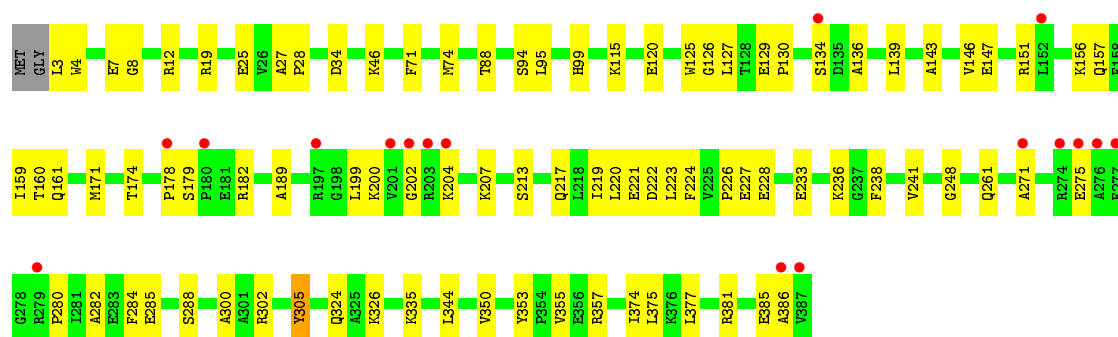 MET GLY L3 W4 E7 G8 R12 R19 E25 V26 A27 P28 D34 K46 F71 M74 T88 S94 L95 H99 K115 E120 W125 G126 L127 T128 E129 P130 S134 D135 A136 L139 A143 V146 E147 R151 L152 K156 Q157 E158
I159 T160 Q161 M171 T174 P178 S179 P180 E181 R182 A189 R197 G198 L199 K200 V201 G202 R203 K204 K207 S213 Q217 L218 I219 L220 E221 D222 L223 F224 V225 P226 E227 E228 E233 K236 G237 F238 V241 G248 Q261 A271 R274 E275 A276
G278 R279 P280 I281 A282 E283 F284 E285 S288 A300 A301 R302 Y305 Q324 A325 K326 K335 L344 V350 Y353 P354 V355 E356 R357 I374 L375 K376 L377 R381 E385 A386 V387